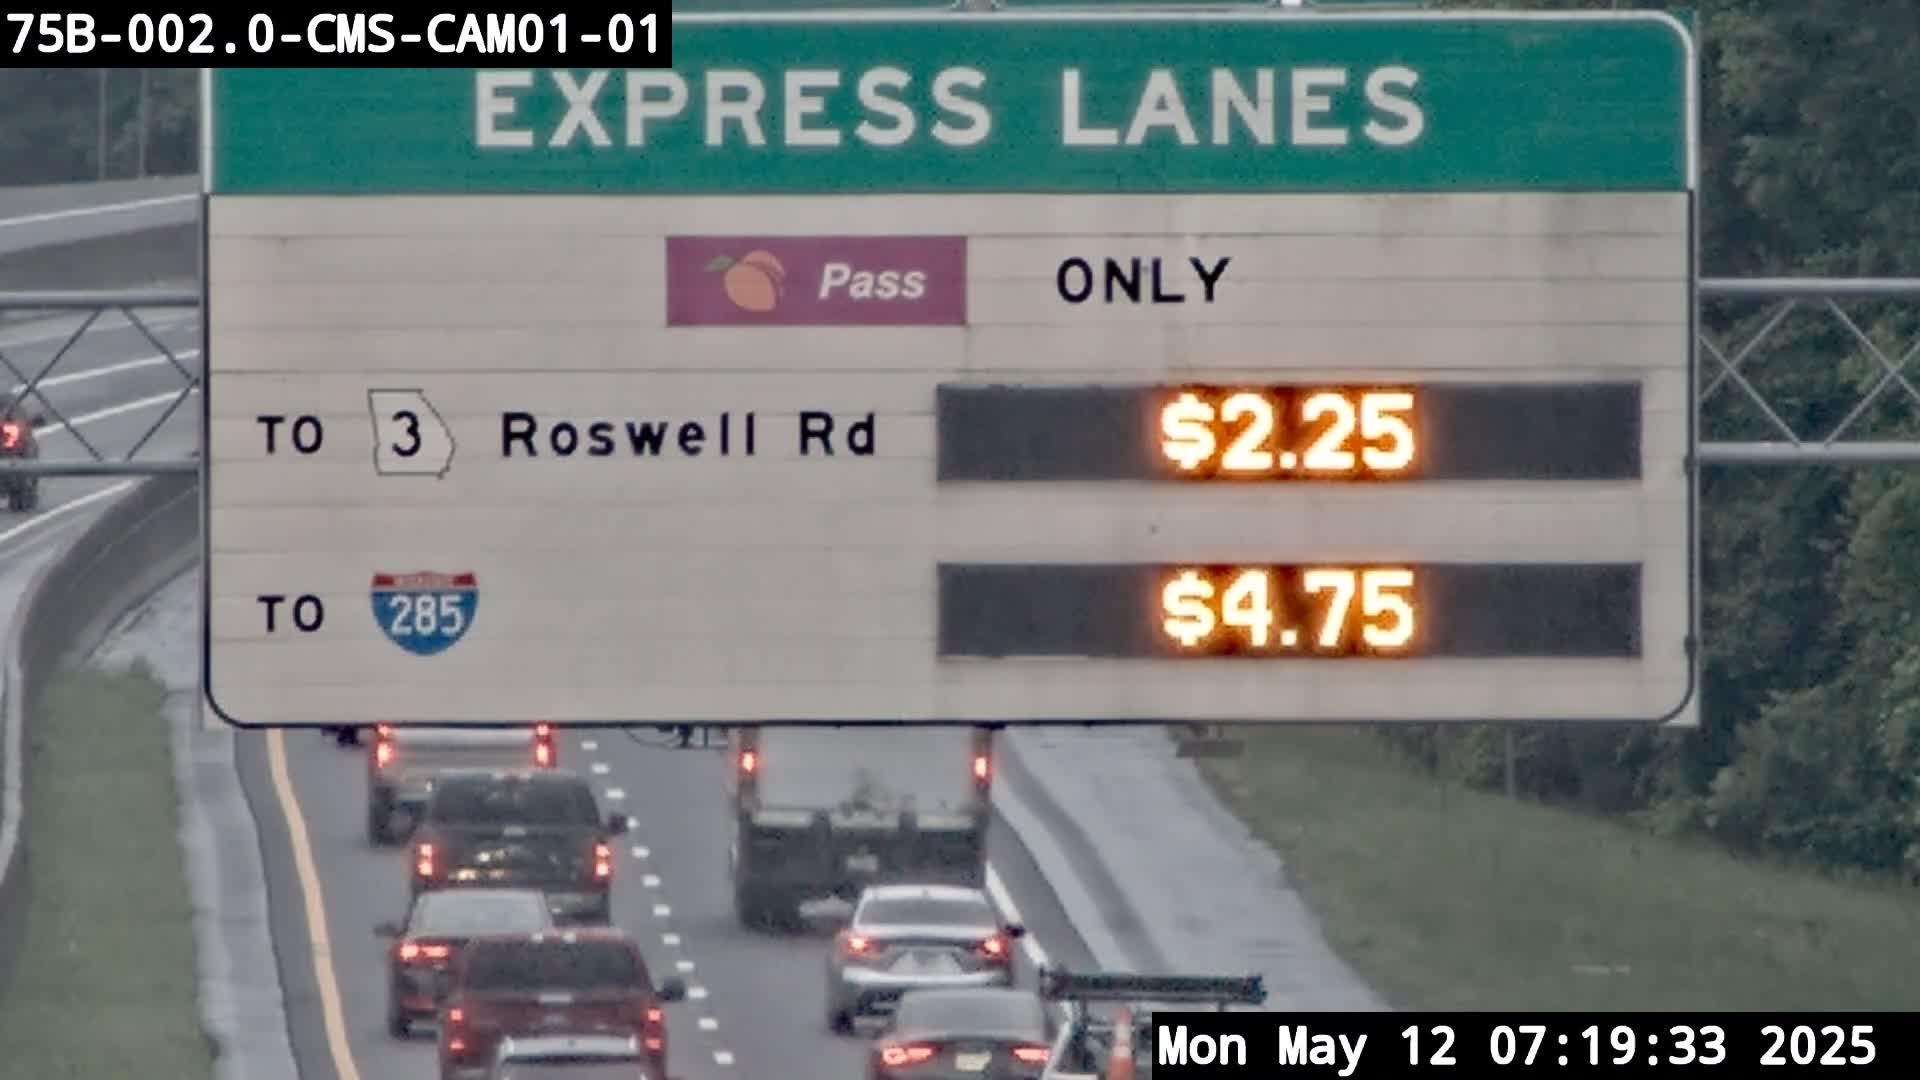 75B-002.0-CMS-CAM01-01
EXPRESS LANES
Pass ONLY
TO 3 Roswell Rd $2.25
TO 285 $4.75
Mon May 12 07:19:33 2025